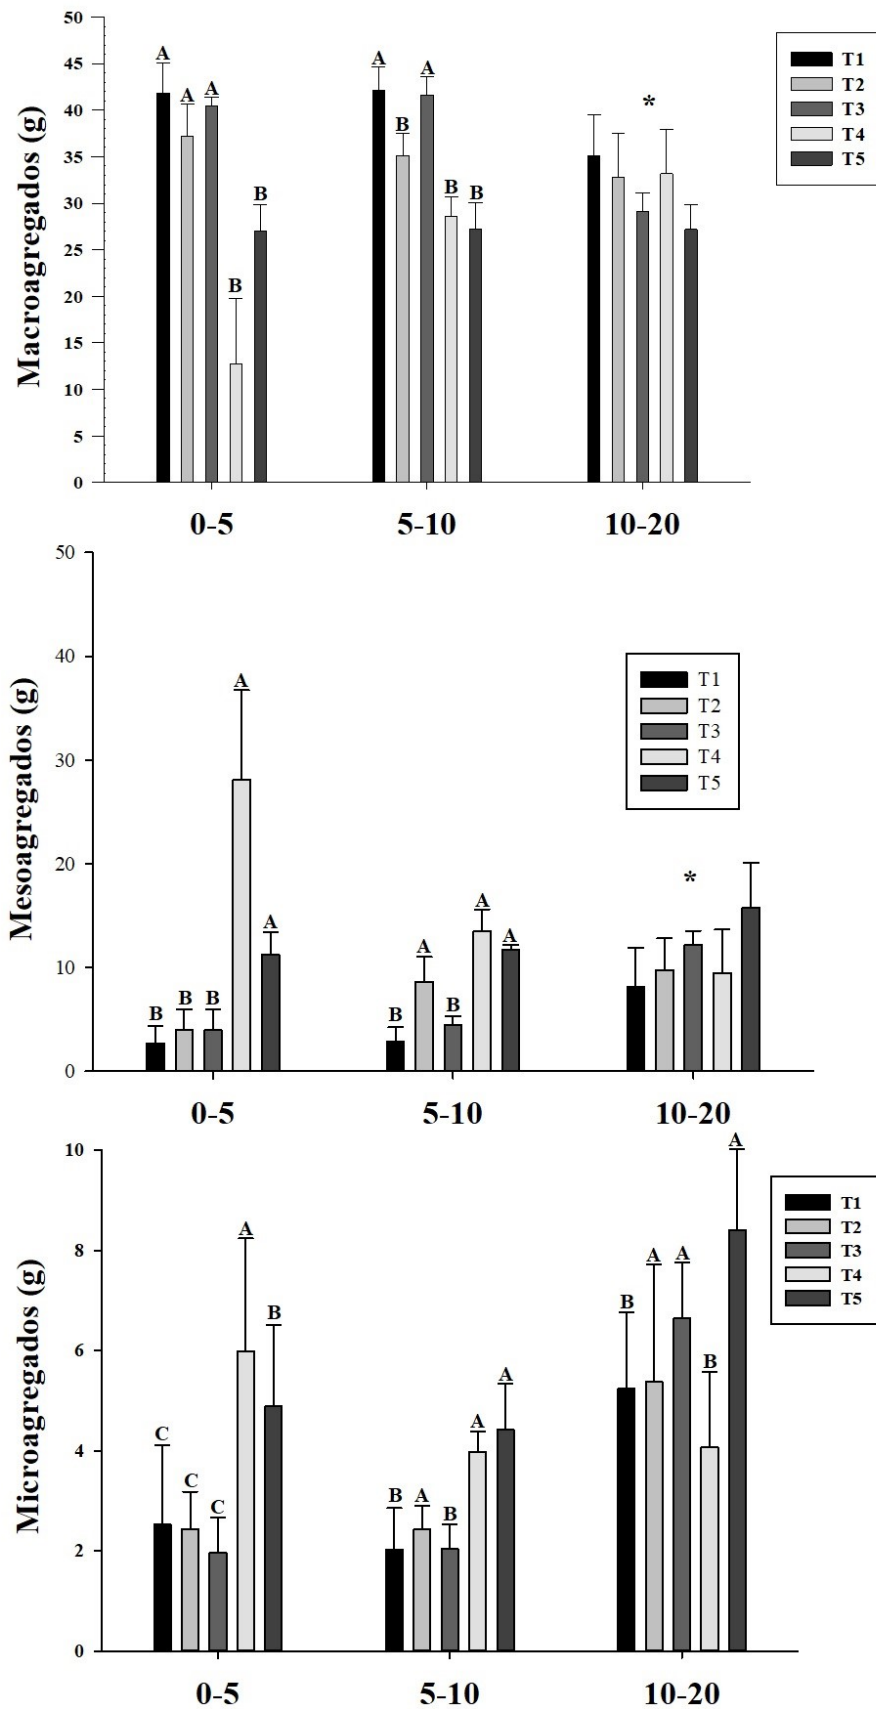 Macroagregados (g)
50
45
40
35
30
25
20
15
10
5
0
A A A B B
A B A B B
*
0-5 5-10 10-20
T1
T2
T3
T4
T5
Mesoagregados (g)
50
40
30
20
10
0
B B B A A
B A B A A
*
0-5 5-10 10-20
T1
T2
T3
T4
T5
Microagregados (g)
10
8
6
4
2
0
C C C A B
B A B A A
B A A B A
0-5 5-10 10-20
T1
T2
T3
T4
T5